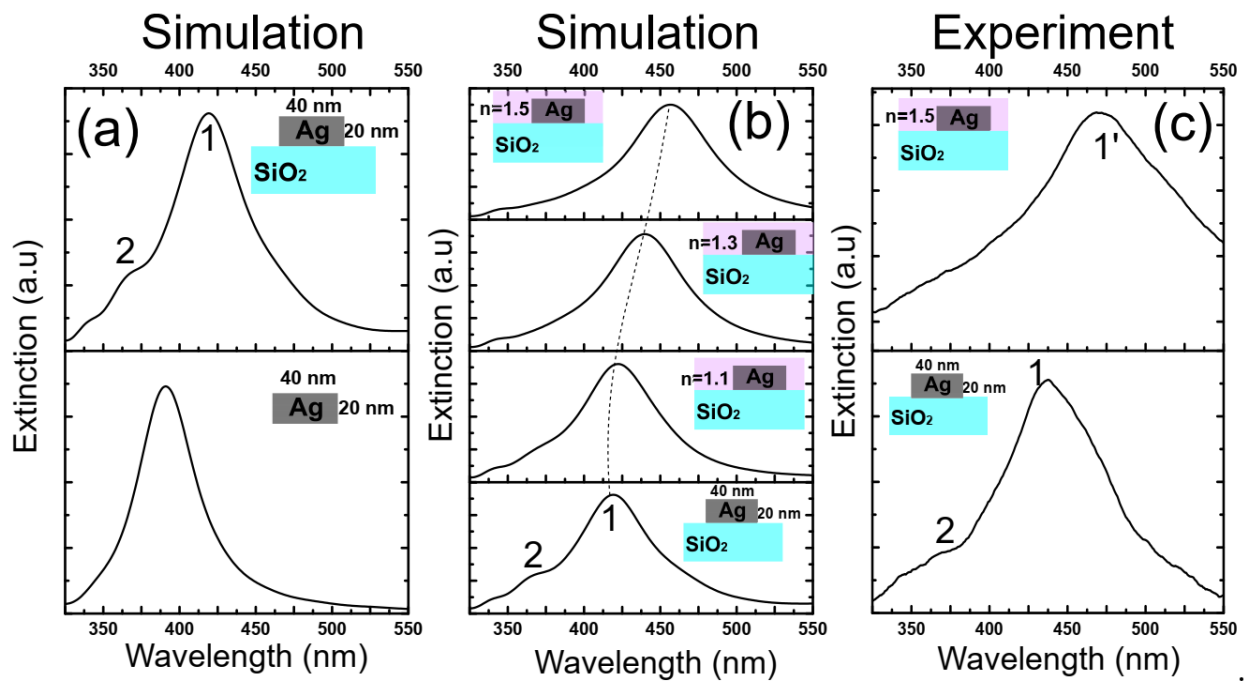 Simulation
350 400 450 500 550
(a)
40 nm
Ag
20 nm
SiO₂
1
2
40 nm
Ag
20 nm
Extinction (a.u)
350 400 450 500 550
Wavelength (nm)
Simulation
350 400 450 500 550
(b)
n=1.5
Ag
SiO₂
n=1.3
Ag
SiO₂
n=1.1
Ag
SiO₂
40 nm
Ag
20 nm
SiO₂
1
2
Extinction (a.u)
350 400 450 500 550
Wavelength (nm)
Experiment
350 400 450 500 550
(c)
n=1.5
Ag
SiO₂
1'
40 nm
Ag
20 nm
SiO₂
1
2
Extinction (a.u)
350 400 450 500 550
Wavelength (nm)
.